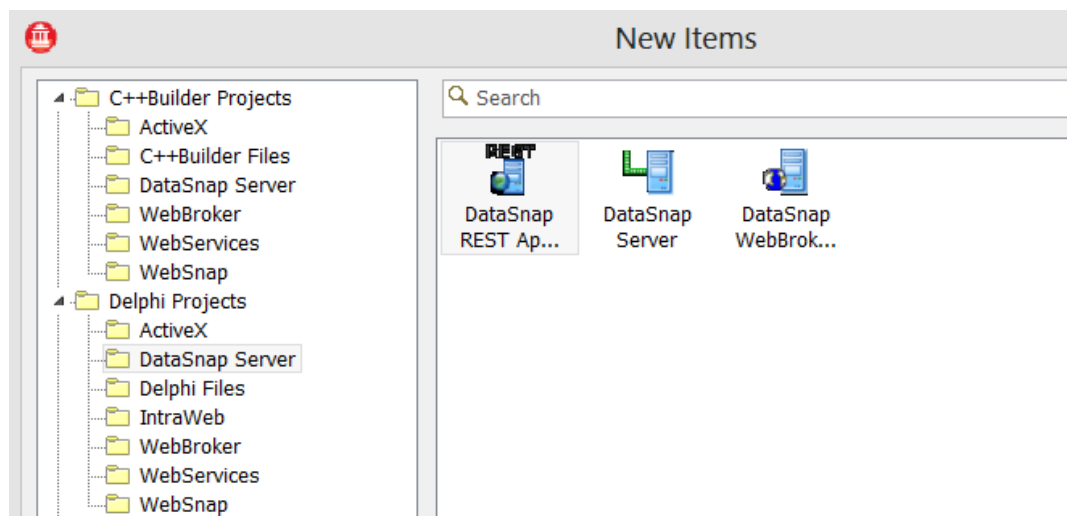 New Items
C++Builder Projects
ActiveX
C++Builder Files
DataSnap Server
WebBroker
WebServices
WebSnap
Delphi Projects
ActiveX
DataSnap Server
Delphi Files
IntraWeb
WebBroker
WebServices
WebSnap
Search
REST
DataSnap
REST Ap...
DataSnap
Server
DataSnap
WebBrok...